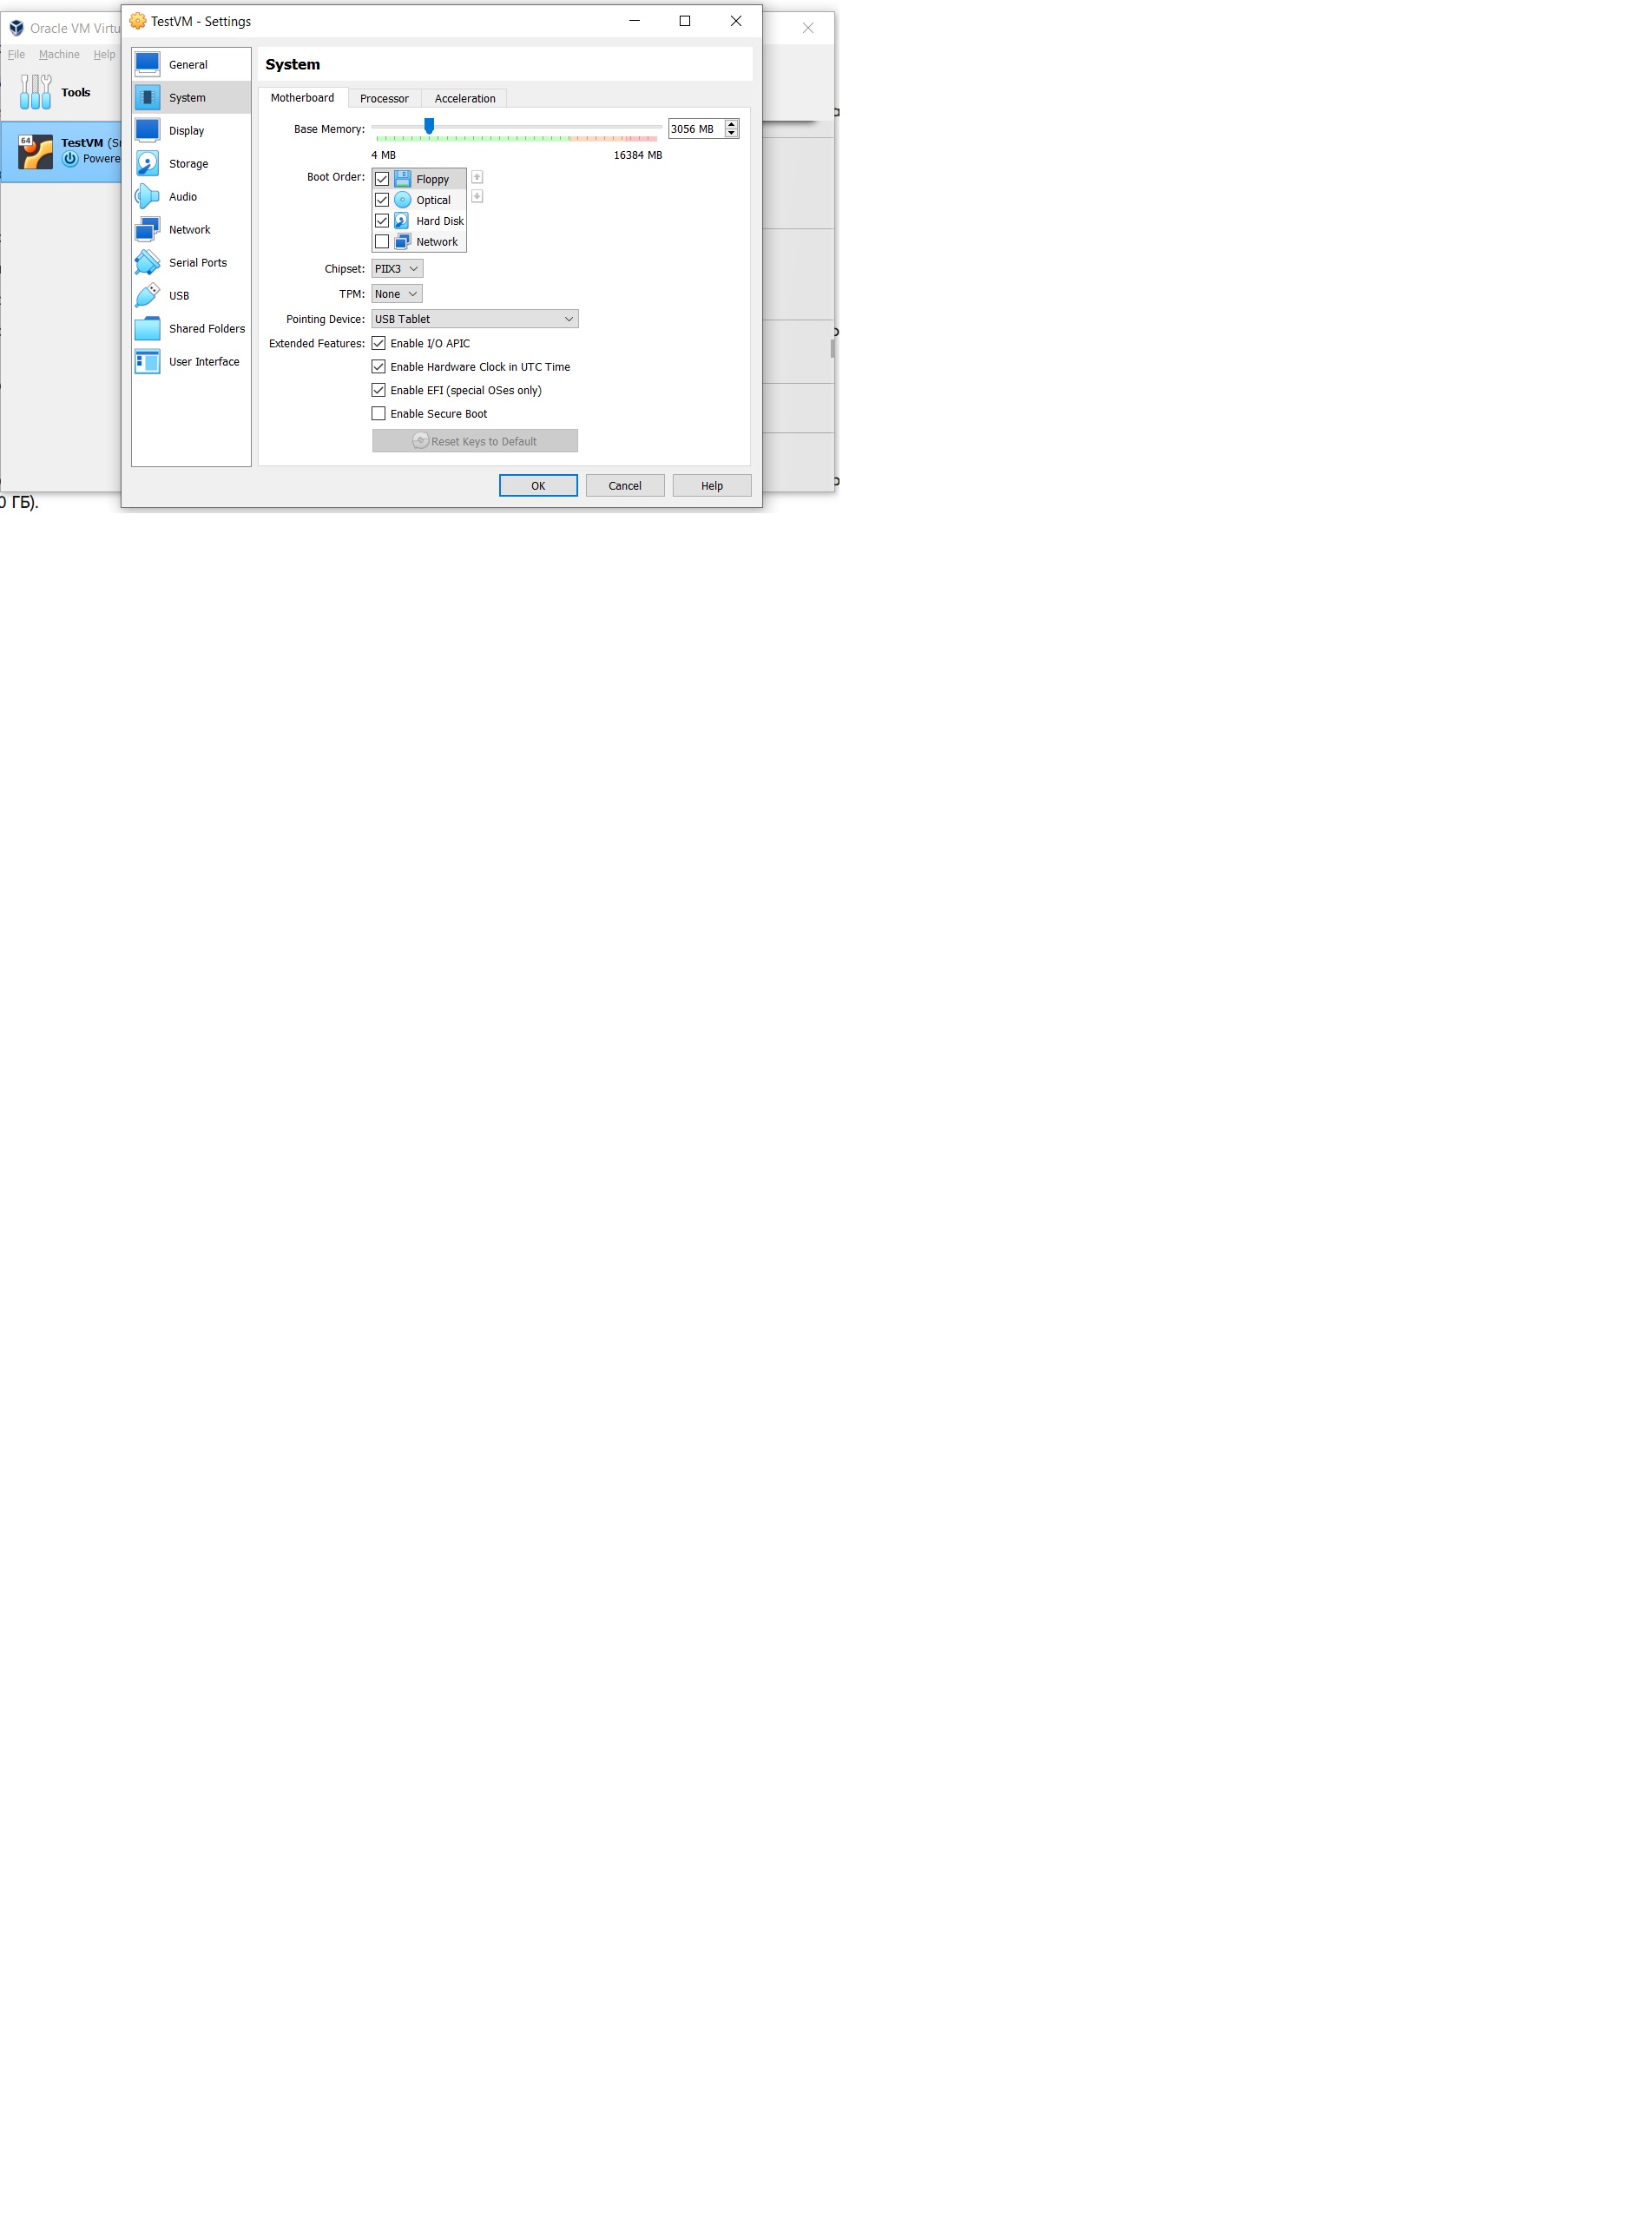 Oracle VM Virtu
File Machine Help
Tools
64
TestVM (Sn
Powere
TestVM - Settings
General
System
Display
Storage
Audio
Network
Serial Ports
USB
Shared Folders
User Interface
System
Motherboard Processor Acceleration
Base Memory: 3056 MB
4 MB 16384 MB
Boot Order: Floppy
Optical
Hard Disk
Network
Chipset: PIIX3
TPM: None
Pointing Device: USB Tablet
Extended Features: Enable I/O APIC
Enable Hardware Clock in UTC Time
Enable EFI (special OSes only)
Enable Secure Boot
Reset Keys to Default
OK Cancel Help
0 ГБ).